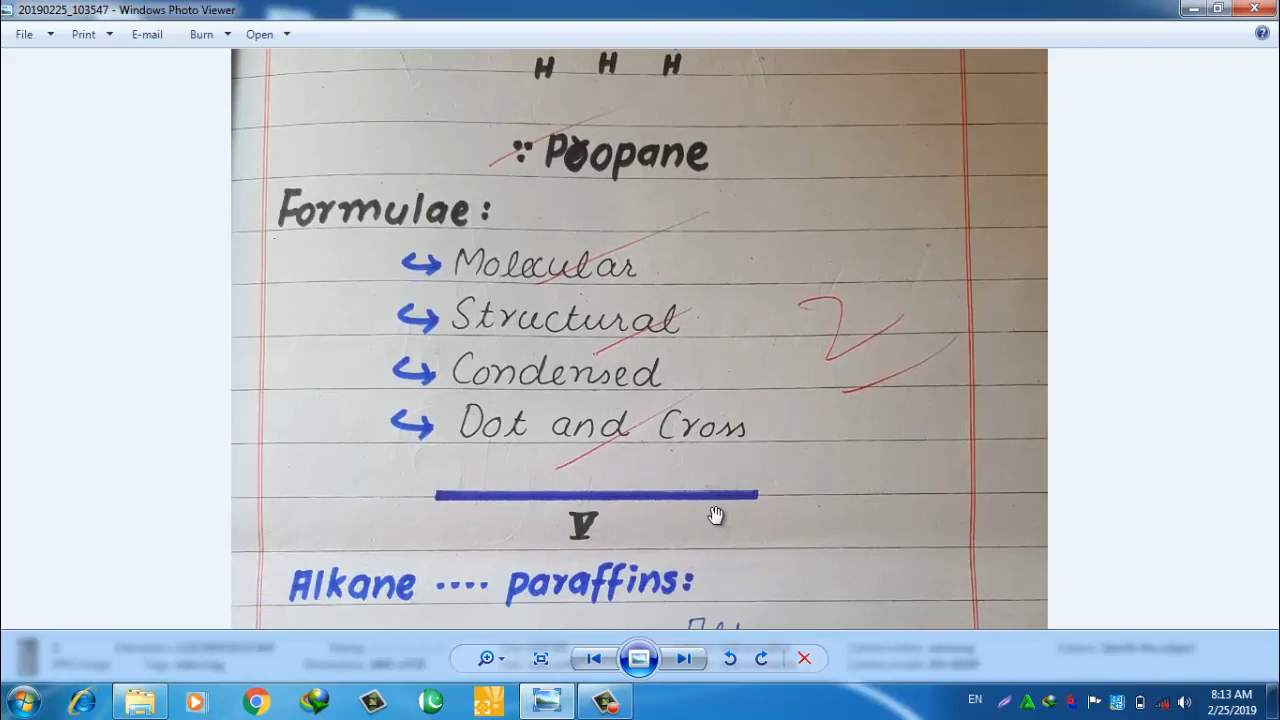 20190225_103547 - Windows Photo Viewer
File Print E-mail Burn Open
H H H
∵ Propane
Formulae:
↪ Molecular
↪ Structural
↪ Condensed
↪ Dot and Cross
2
V
Alkane .... paraffins:
EN
8:13 AM
2/25/2019